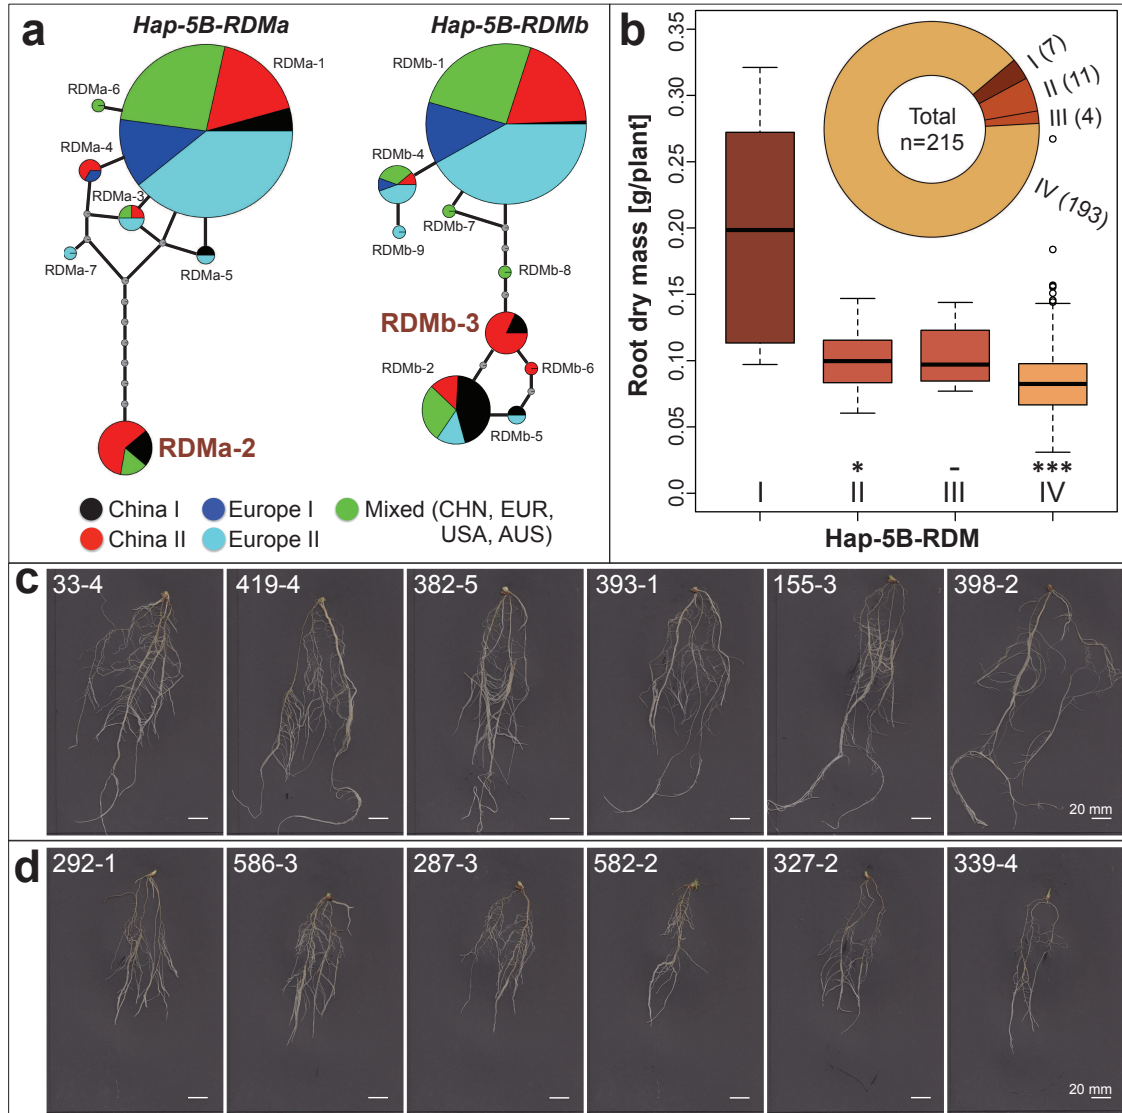 a
Hap-5B-RDMa
Hap-5B-RDMb
RDMa-1
RDMa-6
RDMa-4
RDMa-3
RDMa-7
RDMa-5
RDMa-2
RDMb-1
RDMb-4
RDMb-7
RDMb-9
RDMb-8
RDMb-3
RDMb-2
RDMb-6
RDMb-5
China I
Europe I
Mixed (CHN, EUR,
USA, AUS)
China II
Europe II
b
Root dry mass [g/plant]
0.35
0.30
0.25
0.20
0.15
0.10
0.05
0.0
Total
n=215
I (7)
II (11)
III (4)
IV (193)
* - ***
I II III IV
Hap-5B-RDM
c
33-4
419-4
382-5
393-1
155-3
398-2
20 mm
d
292-1
586-3
287-3
582-2
327-2
339-4
20 mm